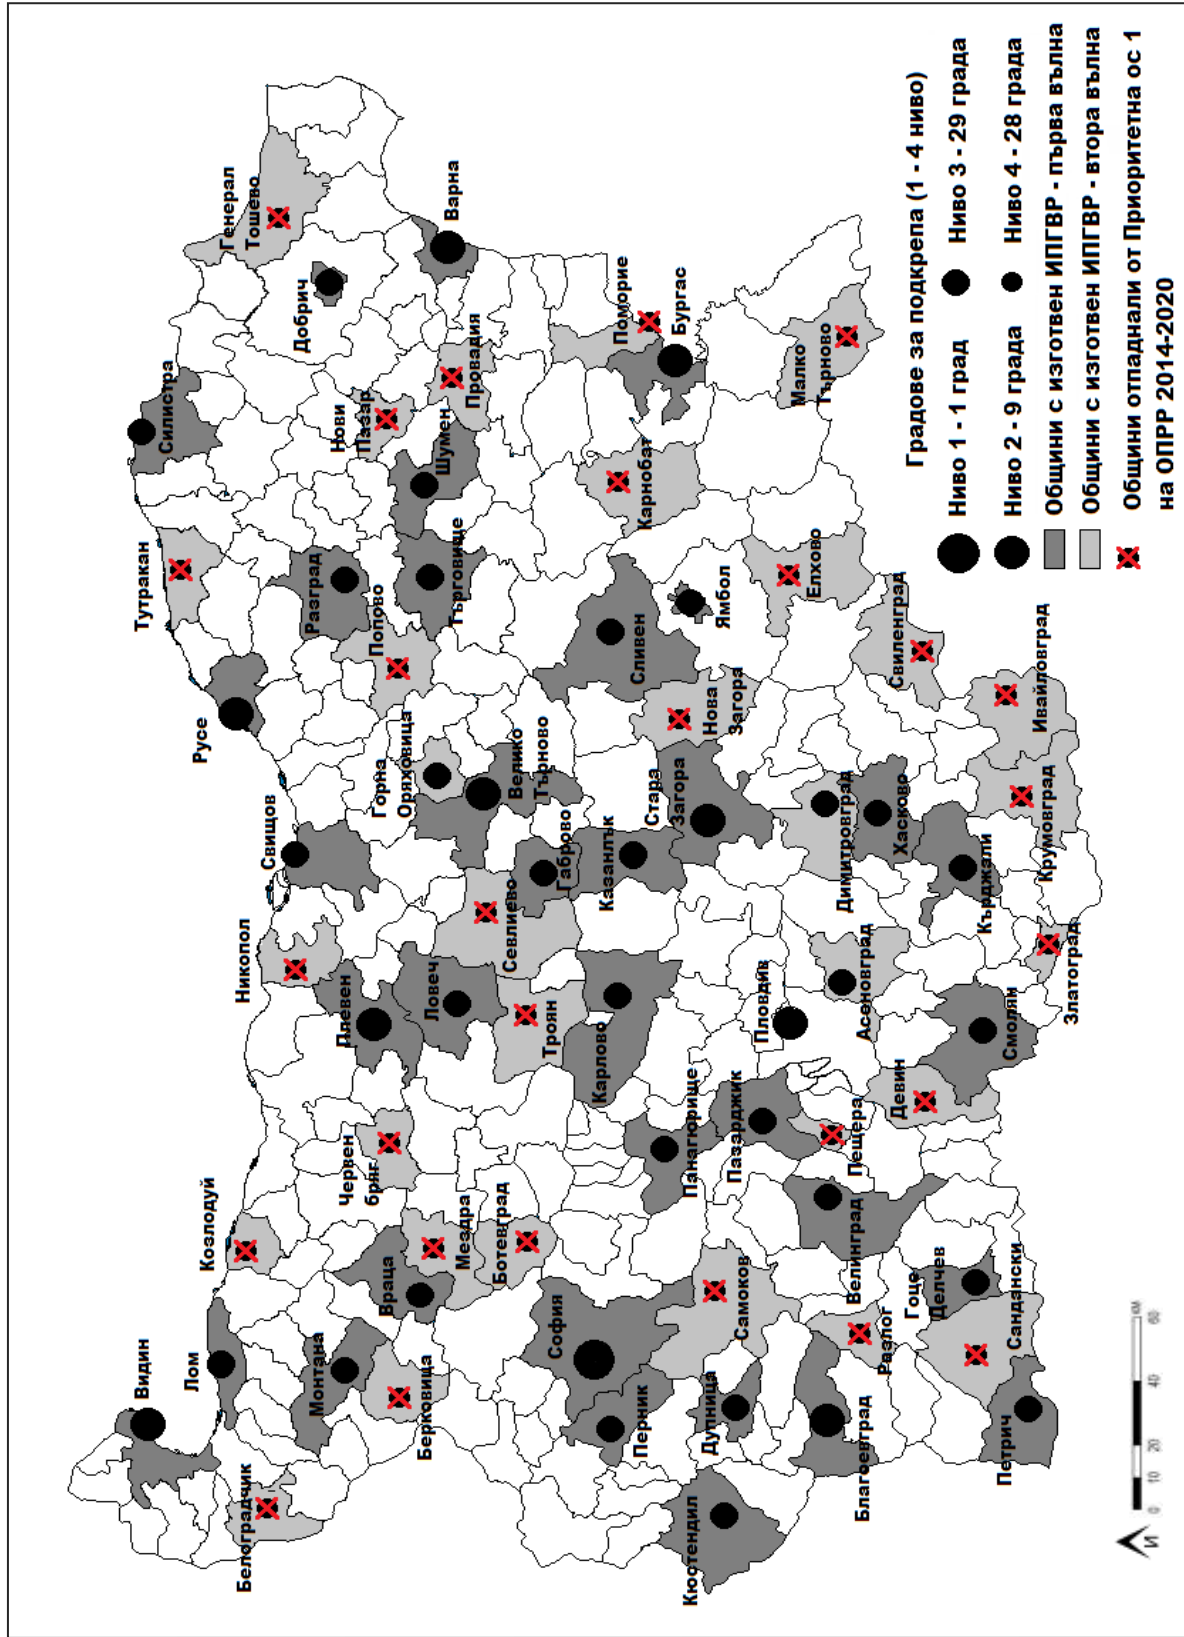 Видин
Лом
Козлодуй
Белоградчик
Монтана
Берковица
Враца
Мездра
Ботевград
Червен
бряг
Никопол
Плевен
Ловеч
Троян
Свищов
Русе
Тутракан
Силистра
Генерал
Тошево
Добрич
Варна
Провадия
Нови
Пазар
Шумен
Търговище
Разград
Попово
Горна
Оряховица
Велико
Търново
Севлиево
Габрово
Казанлък
Карлово
Стара
Загора
Нова
Загора
Сливен
Ямбол
Карнобат
Поморие
Бургас
Малко
Търново
Елхово
Свиленград
Ивайловград
Крумовград
Димитровград
Хасково
Кърджали
Златоград
Асеновград
Пловдив
Смолян
Девин
Пещера
Пазарджик
Панагюрище
Велинград
София
Самоков
Перник
Дупница
Кюстендил
Благоевград
Разлог
Гоце
Делчев
Сандански
Петрич
Градове за подкрепа (1 - 4 ниво)
Ниво 1 - 1 град
Ниво 3 - 29 града
Ниво 2 - 9 града
Ниво 4 - 28 града
Общини с изготвен ИПГВР - първа вълна
Общини с изготвен ИПГВР - втора вълна
Общини отпаднали от Приоритетна ос 1
на ОПРР 2014-2020
И
0 10 20 40 60
км